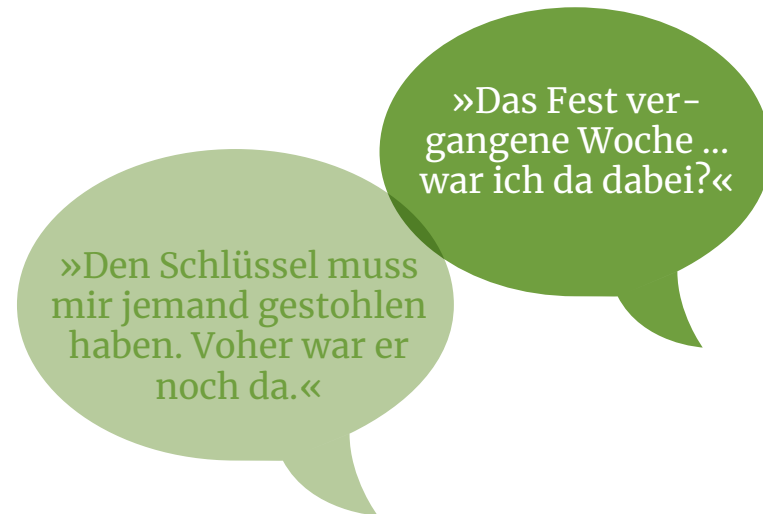 »Das Fest ver-
gangene Woche ...
war ich da dabei?«
»Den Schlüssel muss
mir jemand gestohlen
haben. Voher war er
noch da.«